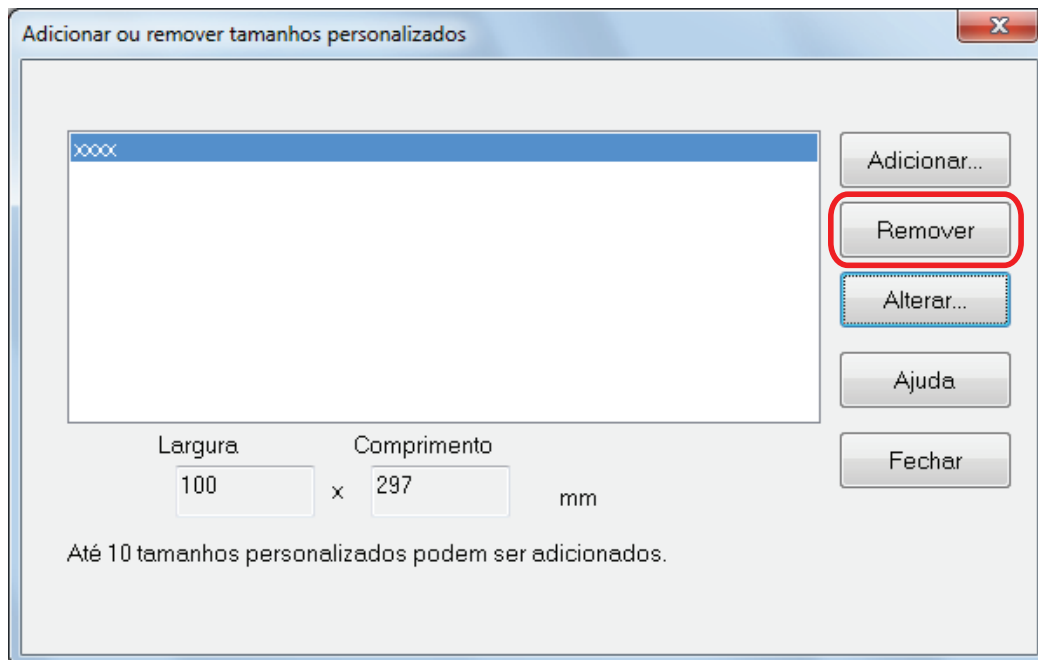 Adicionar ou remover tamanhos personalizados
xxxx
Adicionar...
Remover
Alterar...
Ajuda
Fechar
Largura Comprimento
100 x 297 mm
Até 10 tamanhos personalizados podem ser adicionados.